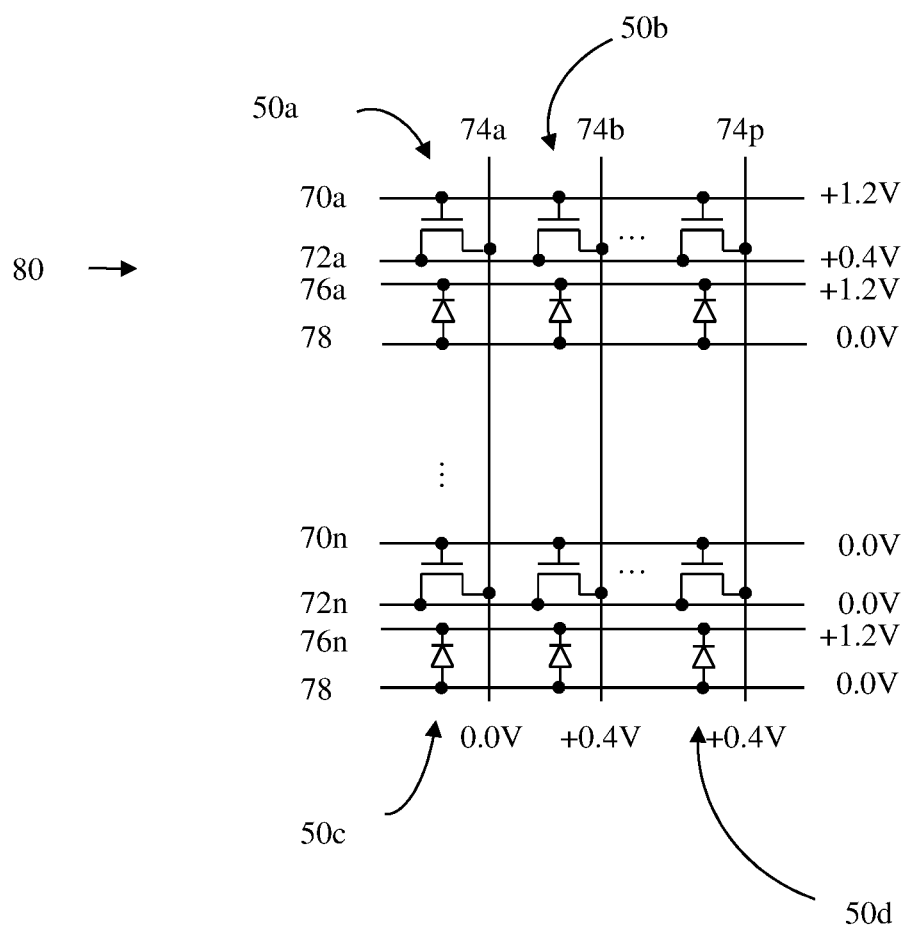 50b
50a
74a 74b 74p
70a +1.2V
...
72a +0.4V
80
76a +1.2V
78 0.0V
...
70n 0.0V
...
72n 0.0V
76n +1.2V
78 0.0V
0.0V +0.4V +0.4V
50c
50d